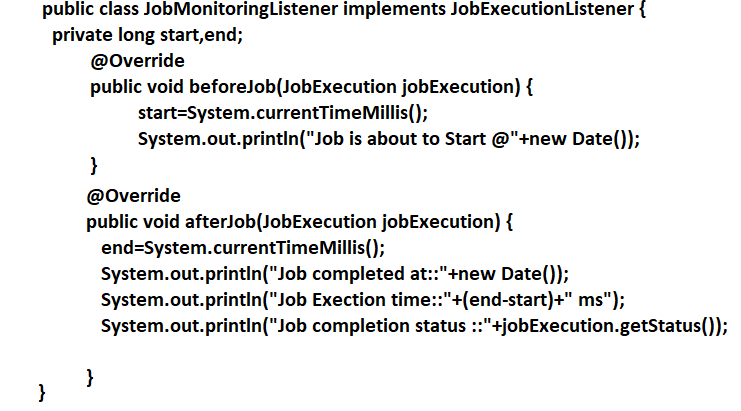 public class JobMonitoringListener implements JobExecutionListener {
private long start,end;
@Override
public void beforeJob(JobExecution jobExecution) {
start=System.currentTimeMillis();
System.out.println("Job is about to Start @"+new Date());
}
@Override
public void afterJob(JobExecution jobExecution) {
end=System.currentTimeMillis();
System.out.println("Job completed at::"+new Date());
System.out.println("Job Exection time::"+(end-start)+" ms");
System.out.println("Job completion status ::"+jobExecution.getStatus());
}
}